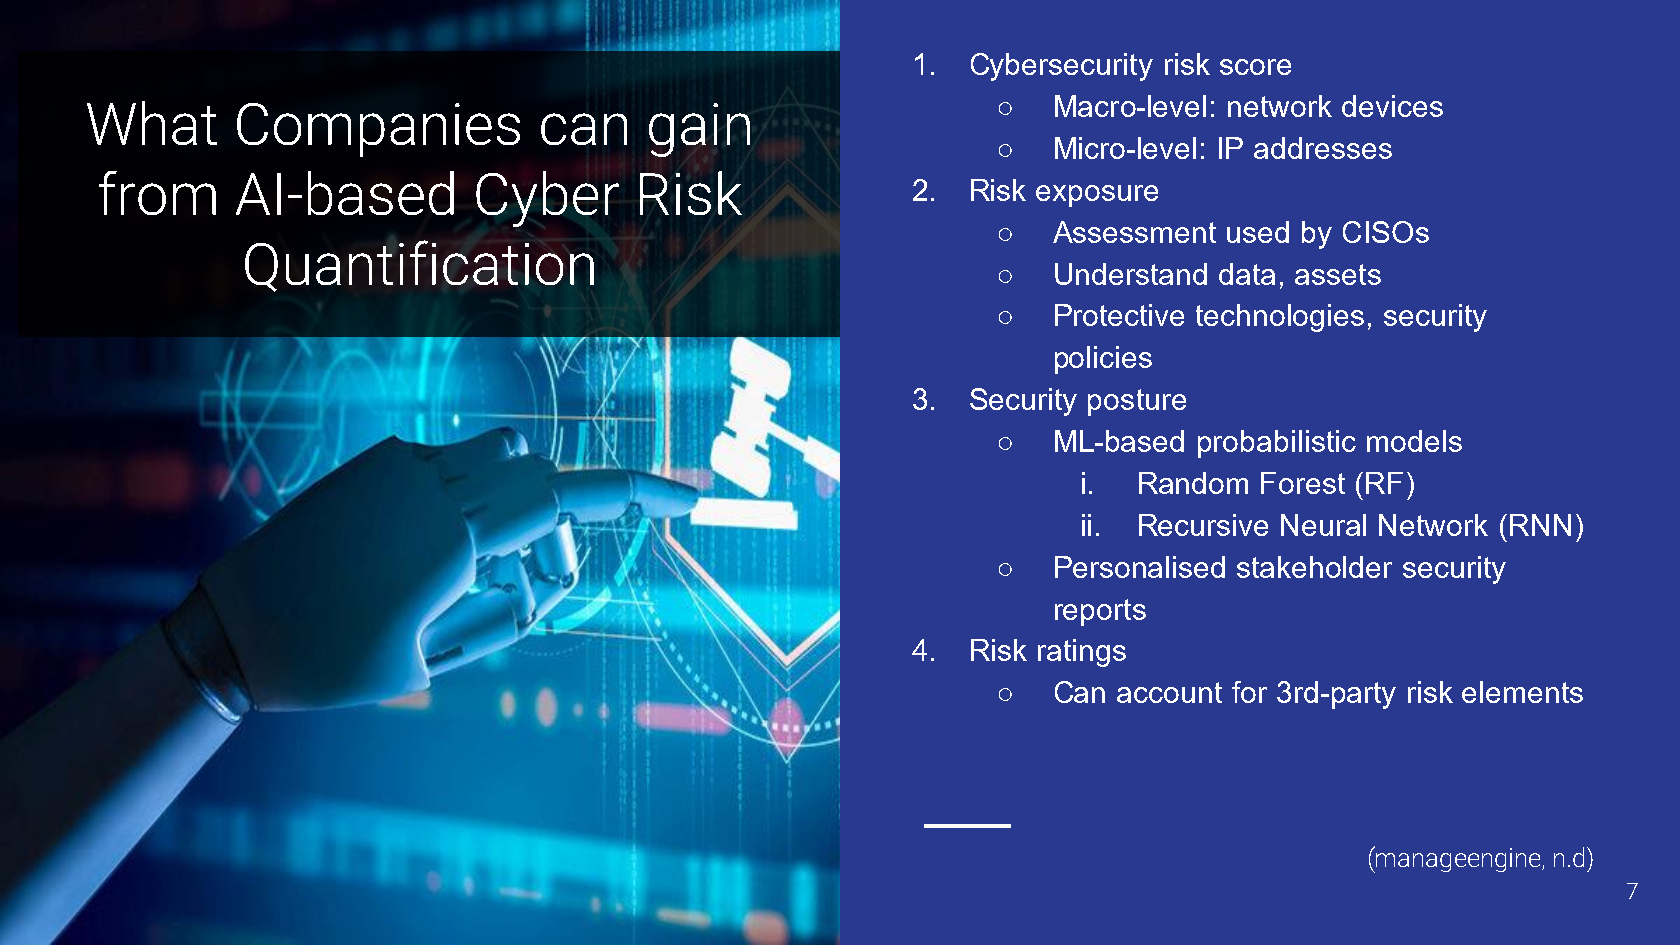 What Companies can gain
from AI-based Cyber Risk
Quantification
1. Cybersecurity risk score
○ Macro-level: network devices
○ Micro-level: IP addresses
2. Risk exposure
○ Assessment used by CISOs
○ Understand data, assets
○ Protective technologies, security
policies
3. Security posture
○ ML-based probabilistic models
i. Random Forest (RF)
ii. Recursive Neural Network (RNN)
○ Personalised stakeholder security
reports
4. Risk ratings
○ Can account for 3rd-party risk elements
(manageengine, n.d)
7